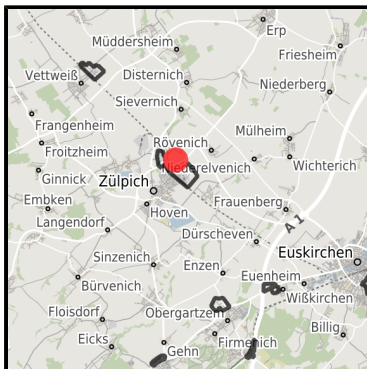 Erp
Müddersheim
Friesheim
Vettweiß
Disternich
Niederberg
Sievernich
Frangenheim
Mülheim
Rövenich
Froitzheim
Niederelvenich
Wichterich
Ginnick
Zülpich
Embken
Hoven
Frauenberg
Langendorf
A 1
Dürscheven
Euskirchen
Sinzenich
Enzen
Euenheim
Bürvenich
Wißkirchen
Floisdorf
Obergartzem
Billig
Eicks
Firmenich
Gehn